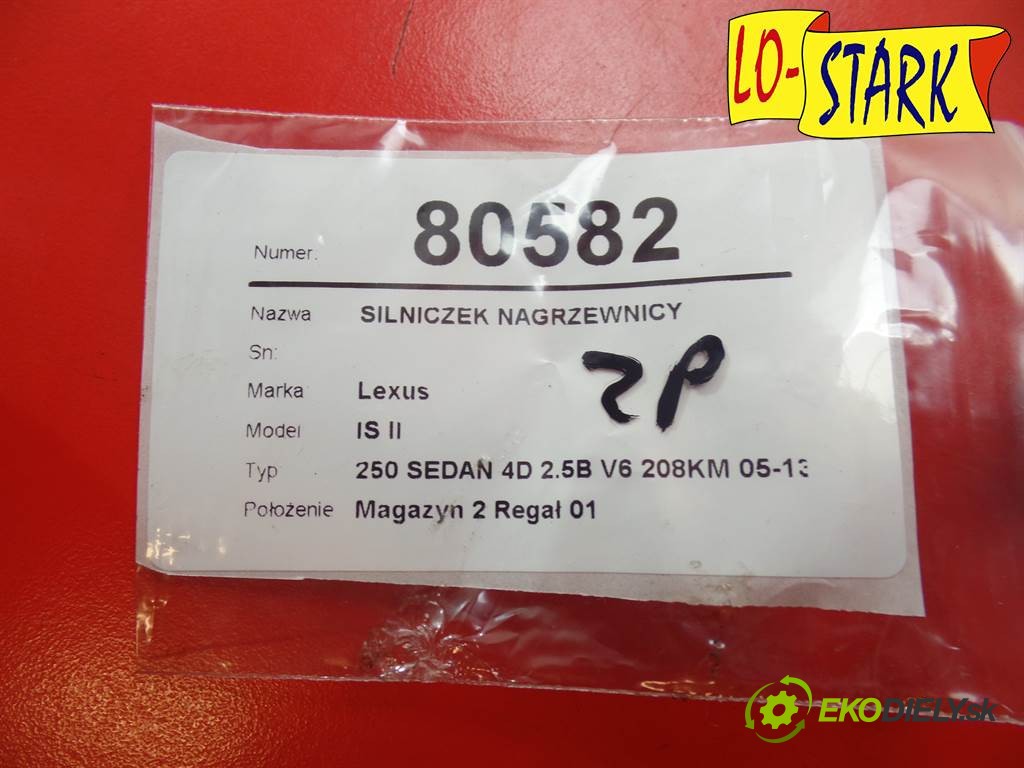 LO-STARK
Numer: 80582
Nazwa SILNICZEK NAGRZEWNICY
Sn:
Marka Lexus
Model IS II
Typ 250 SEDAN 4D 2.5B V6 208KM 05-13
Położenie Magazyn 2 Regał 01
ZP
EKODIELY.sk